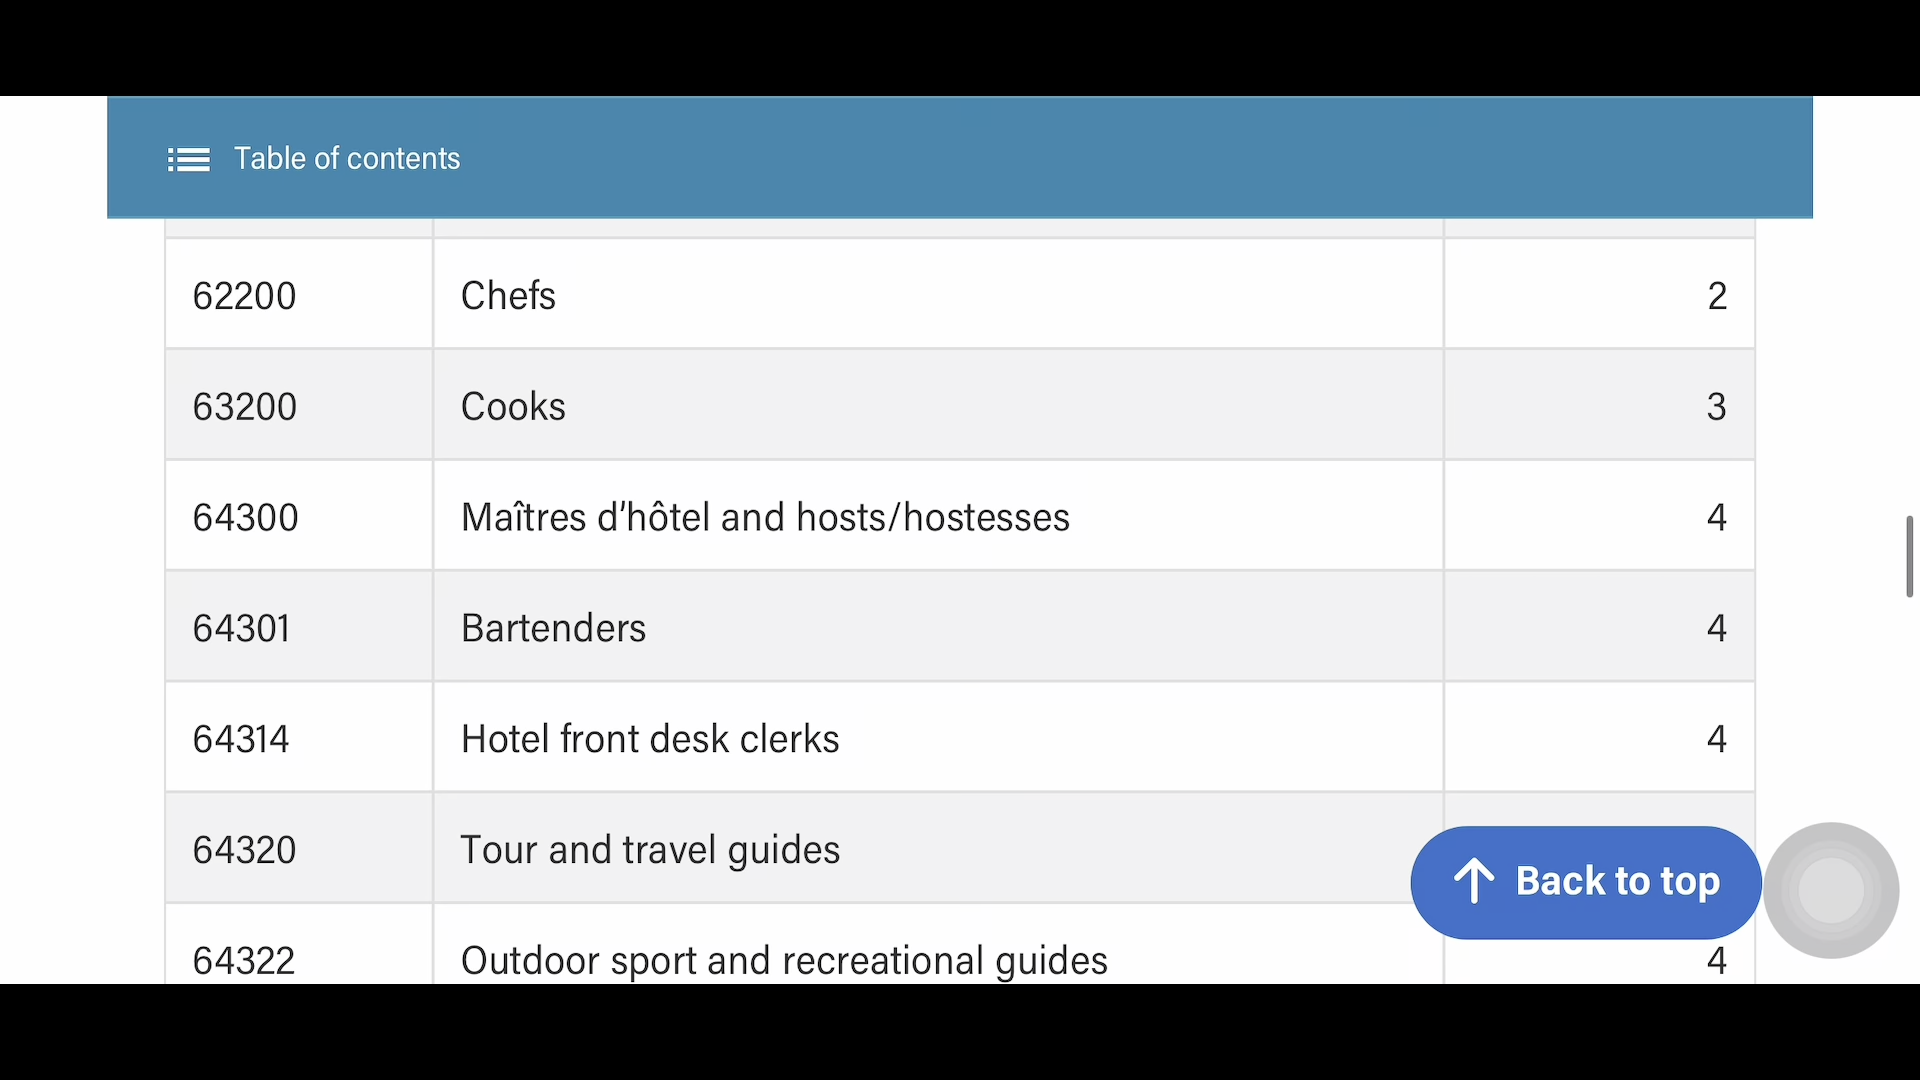 Table of contents
62200 Chefs 2
63200 Cooks 3
64300 Maîtres d'hôtel and hosts/hostesses 4
64301 Bartenders 4
64314 Hotel front desk clerks 4
64320 Tour and travel guides
Back to top
64322 Outdoor sport and recreational guides 4